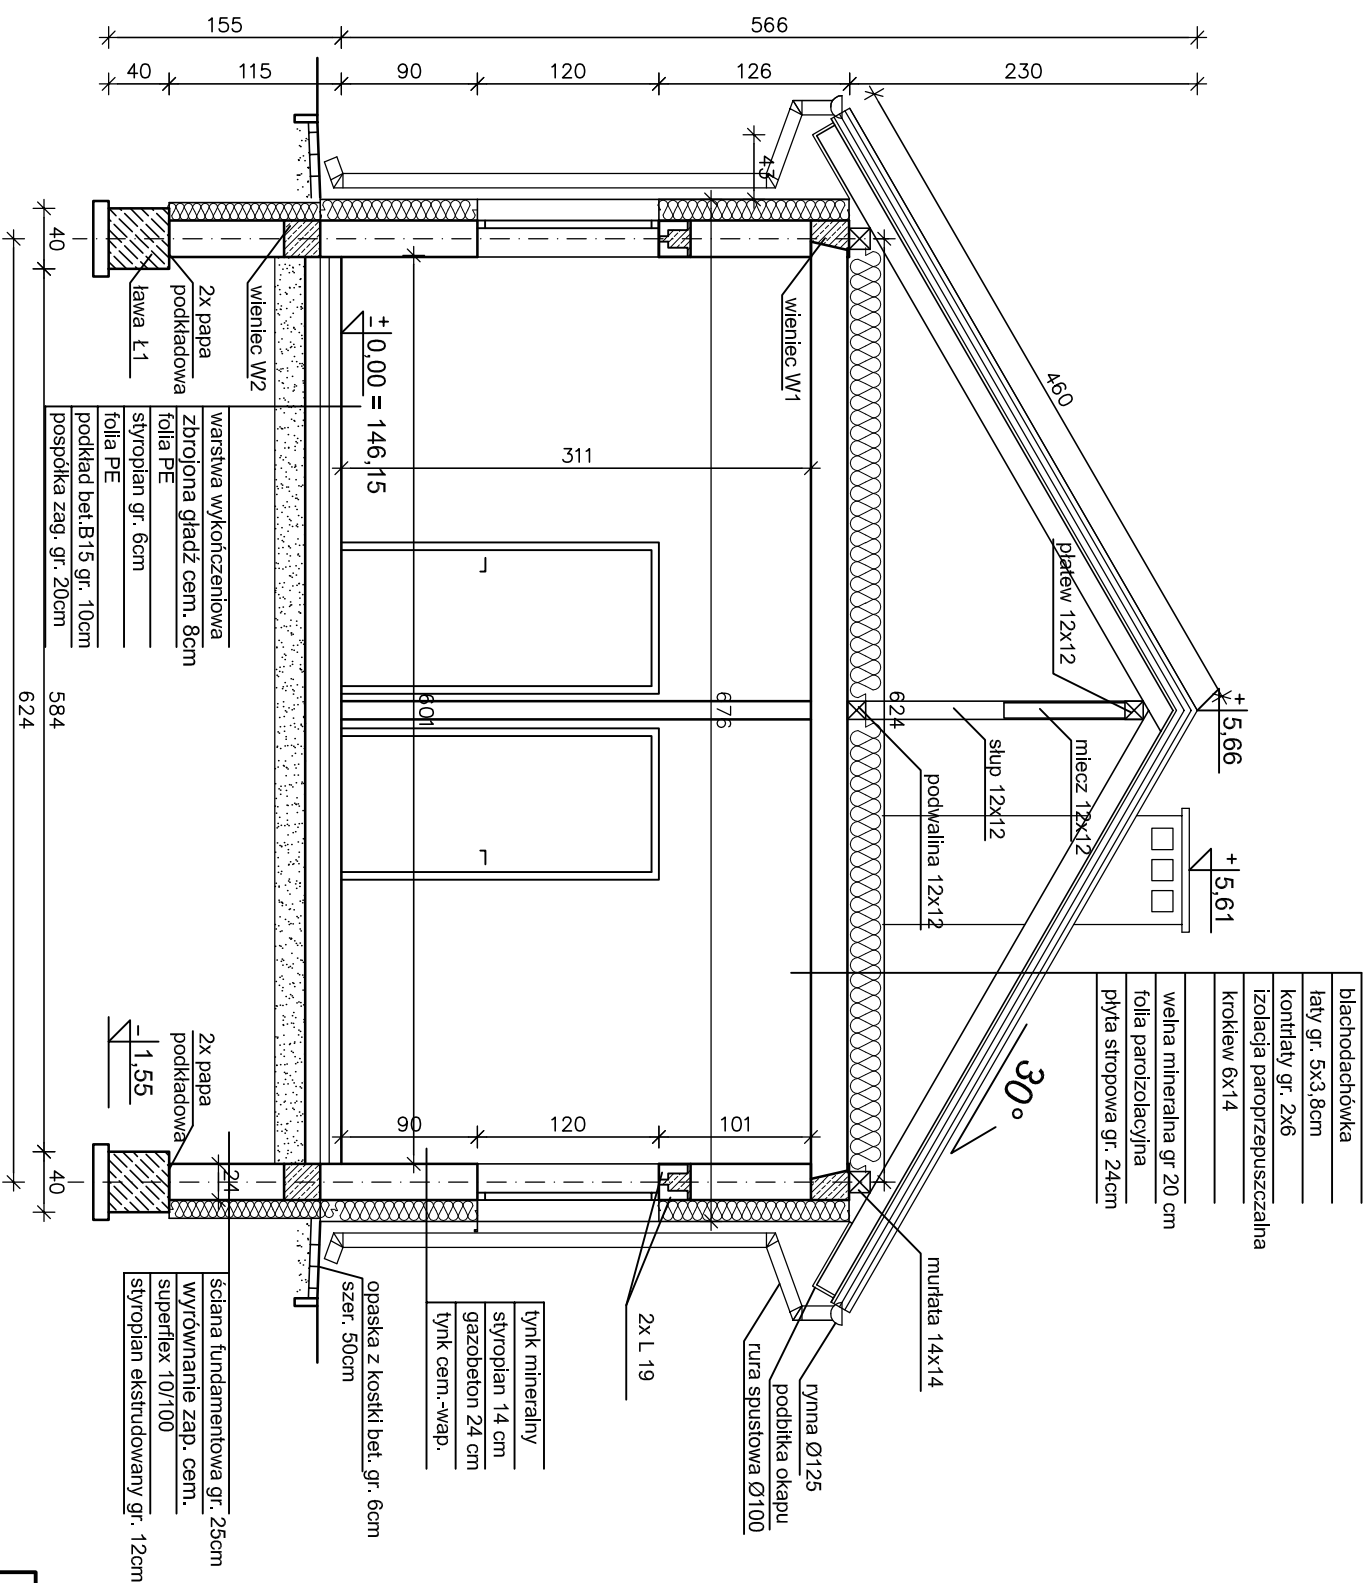 155
566
40
115
90
120
126
230
43
460
+
5,66
+
5,61
30°
blachodachówka
łaty gr. 5x3,8cm
kontrłaty gr. 2x6
izolacja paroprzepuszczalna
krokiew 6x14
welna mineralna gr 20 cm
folia paroizolacyjna
płyta stropowa gr. 24cm
płatew 12x12
miecz 12x12
słup 12x12
podwalina 12x12
624
676
601
311
wieniec W1
± 0,00 = 146,15
wieniec W2
2x papa
podkładowa
ława Ł1
40
warstwa wykończeniowa
zbrojona gładź cem. 8cm
folia PE
styropian gr. 6cm
folia PE
podkład bet.B15 gr. 10cm
pospółka zag. gr. 20cm
584
624
90
120
101
- 1,55
2x papa
podkładowa
24
40
murłata 14x14
rynna Ø125
podbitka okapu
rura spustowa Ø100
2x L 19
tynk mineralny
styropian 14 cm
gazobeton 24 cm
tynk cem.-wap.
opaska z kostki bet. gr. 6cm
szer. 50cm
ściana fundamentowa gr. 25cm
wyrównanie zap. cem.
superflex 10/100
styropian ekstrudowany gr. 12cm